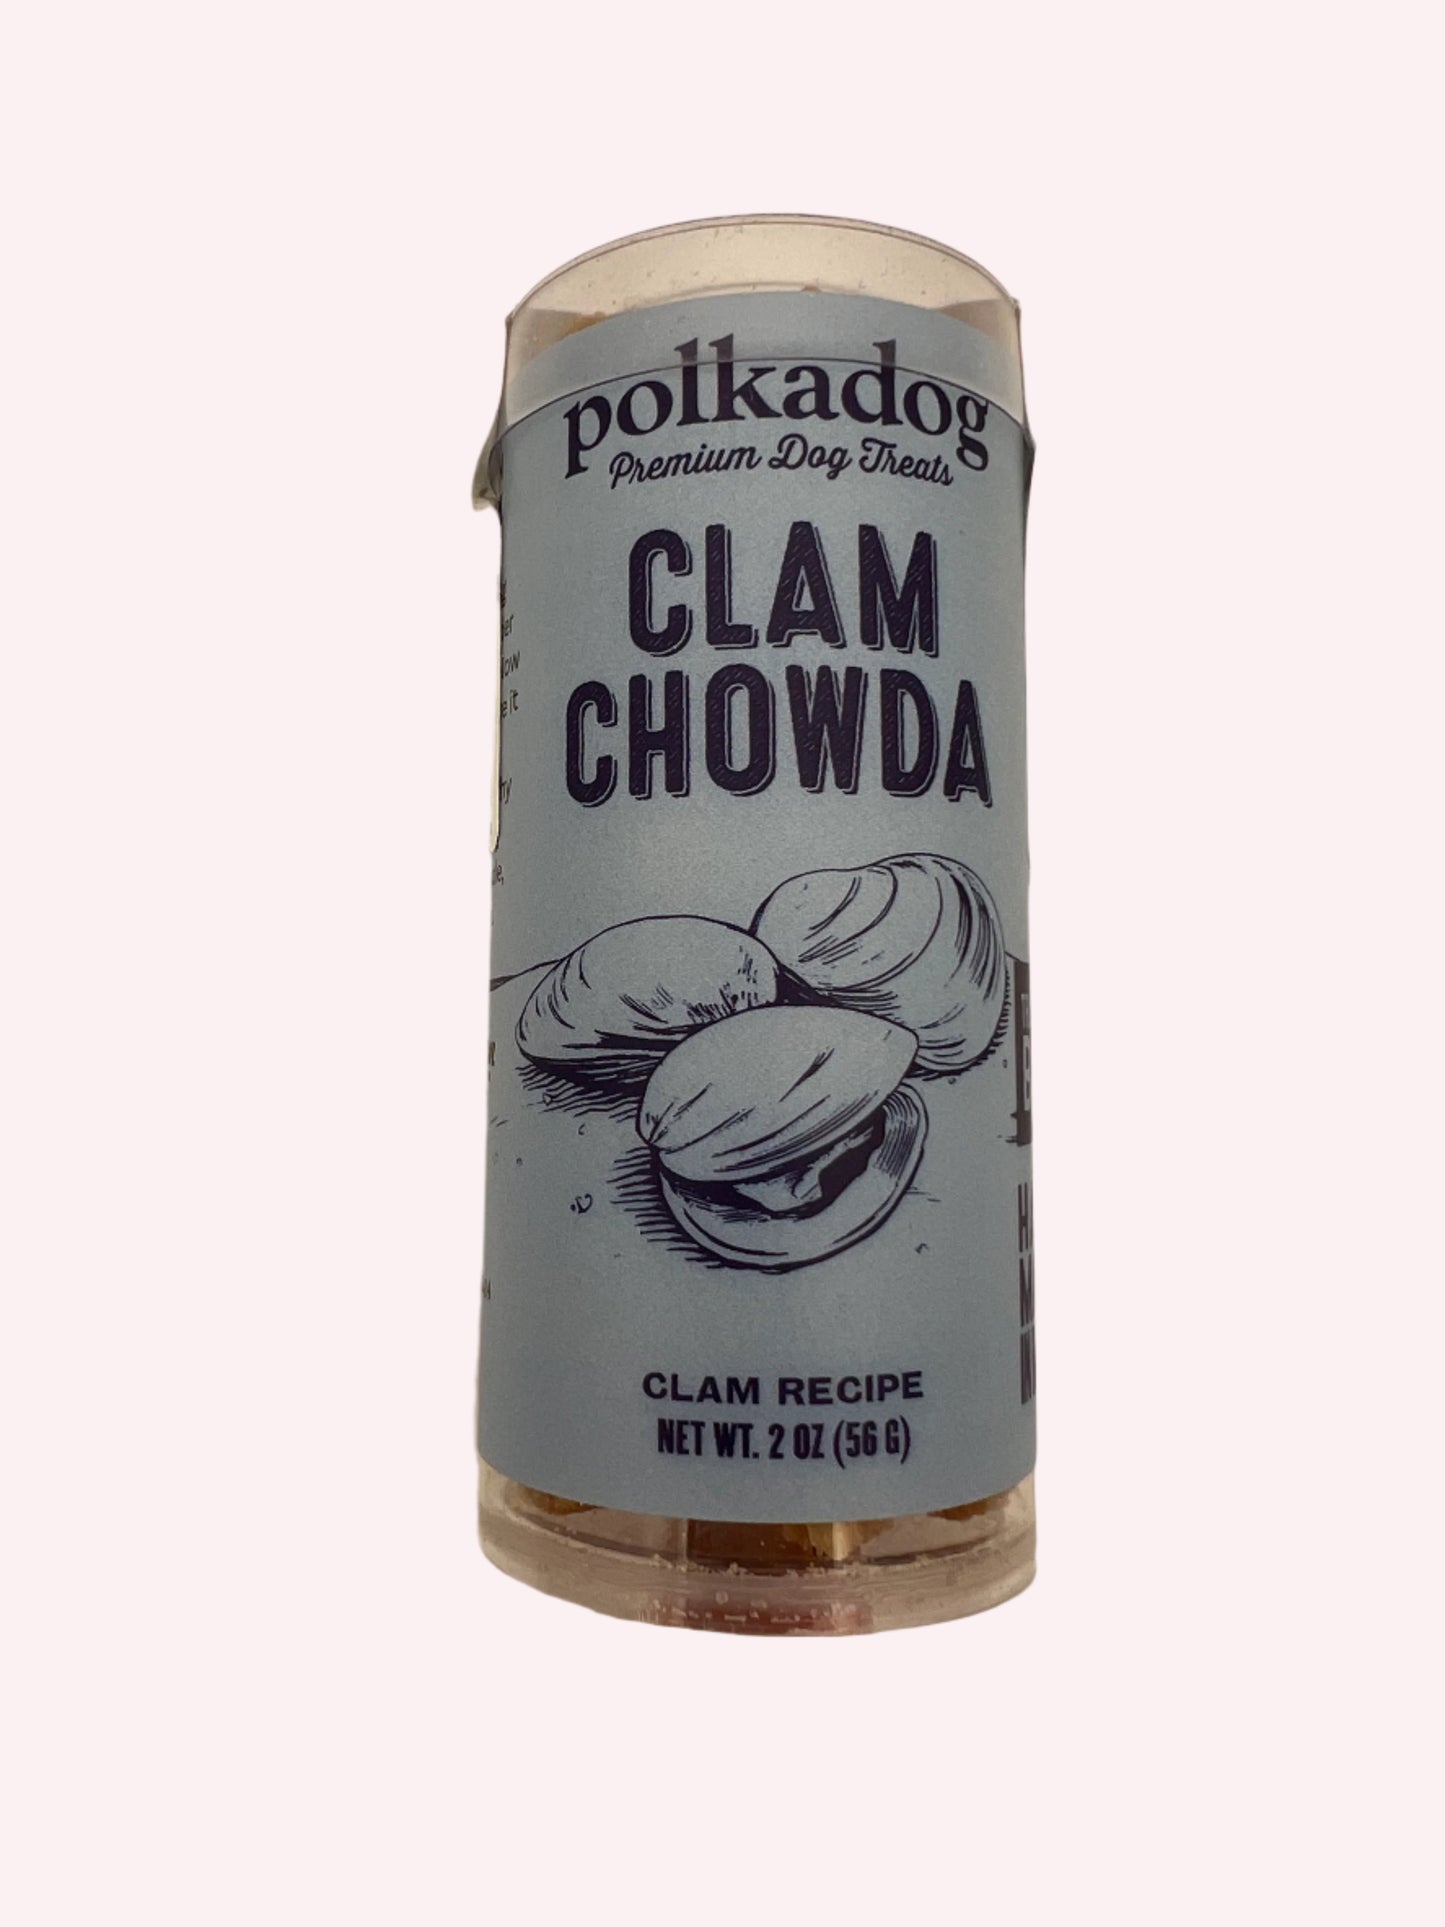 polkadog
Premium Dog Treats
CLAM
CHOWDA
CLAM RECIPE
NET WT. 2 OZ (56 G)